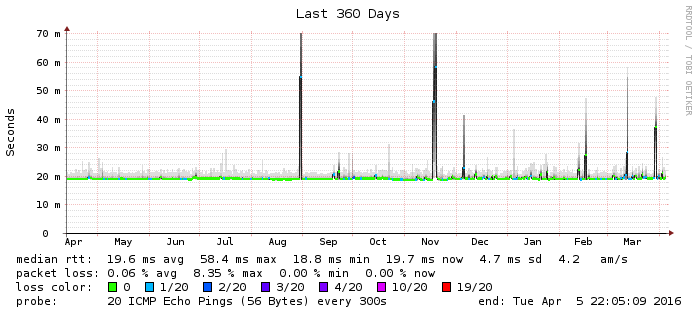 Last 360 Days
RRDTOOL / TOBI OETIKER
Seconds
70 m
60 m
50 m
40 m
30 m
20 m
10 m
0
Apr May Jun Jul Aug Sep Oct Nov Dec Jan Feb Mar
median rtt: 19.6 ms avg 58.4 ms max 18.8 ms min 19.7 ms now 4.7 ms sd 4.2 am/s
packet loss: 0.06 % avg 8.35 % max 0.00 % min 0.00 % now
loss color: 0 1/20 2/20 3/20 4/20 10/20 19/20
probe: 20 ICMP Echo Pings (56 Bytes) every 300s end: Tue Apr 5 22:05:09 2016